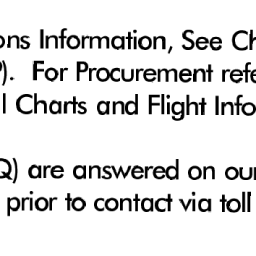 ons Information, See Ch
). For Procurement refe
l Charts and Flight Info
Q) are answered on our
prior to contact via toll